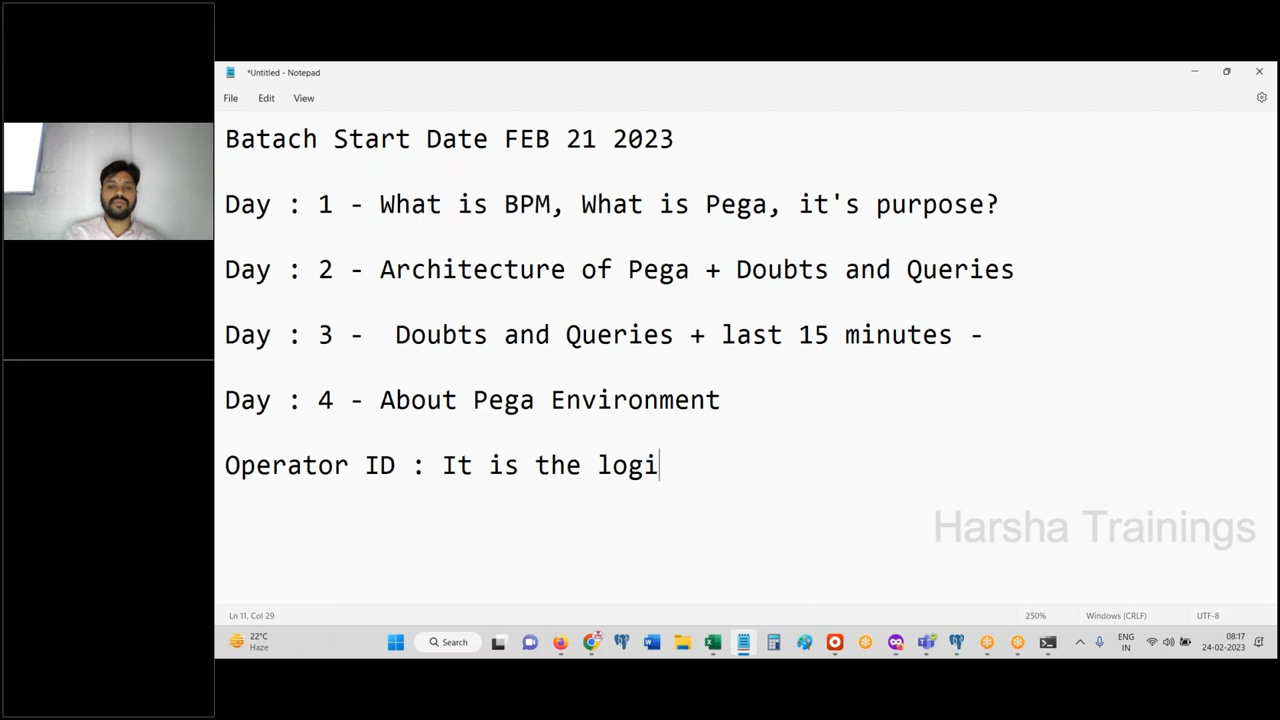 *Untitled - Notepad
File Edit View
Batach Start Date FEB 21 2023
Day : 1 - What is BPM, What is Pega, it's purpose?
Day : 2 - Architecture of Pega + Doubts and Queries
Day : 3 -  Doubts and Queries + last 15 minutes -
Day : 4 - About Pega Environment
Operator ID : It is the logi
Harsha Trainings
Ln 11, Col 29 250% Windows (CRLF) UTF-8
22°C
Haze
Search
ENG
IN
08:17
24-02-2023